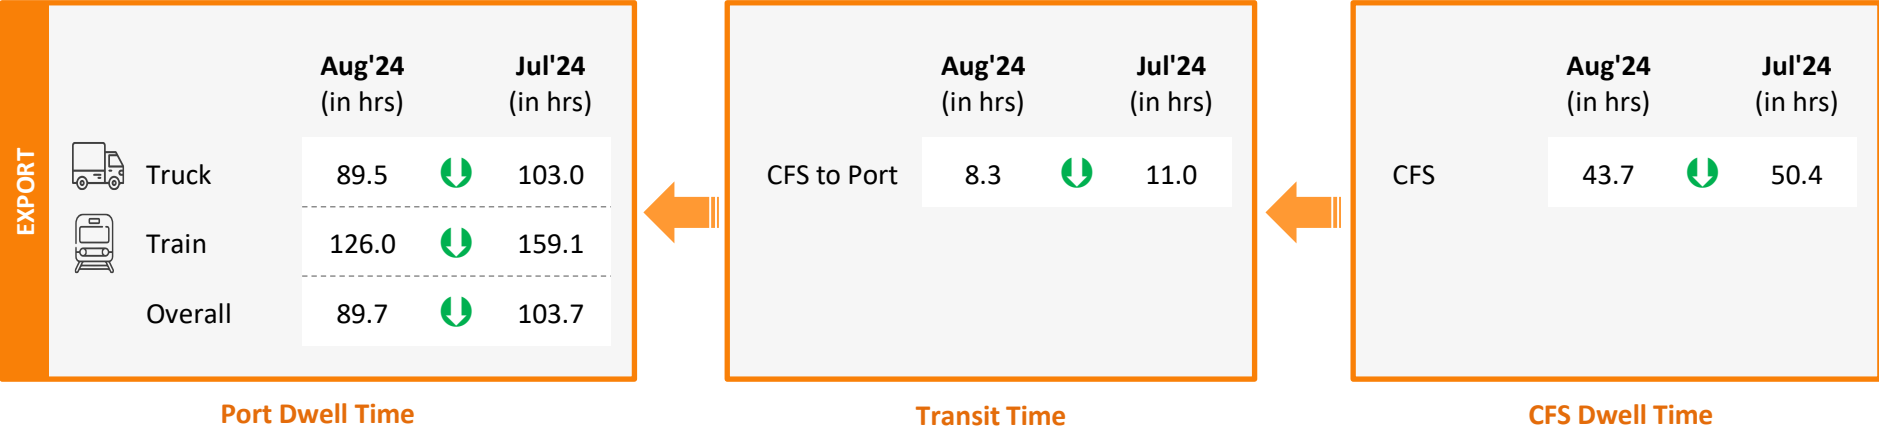 EXPORT
Aug'24 Jul'24
(in hrs) (in hrs)
Truck 89.5 103.0
Train 126.0 159.1
Overall 89.7 103.7
Port Dwell Time
Aug'24 Jul'24
(in hrs) (in hrs)
CFS to Port 8.3 11.0
Transit Time
Aug'24 Jul'24
(in hrs) (in hrs)
CFS 43.7 50.4
CFS Dwell Time